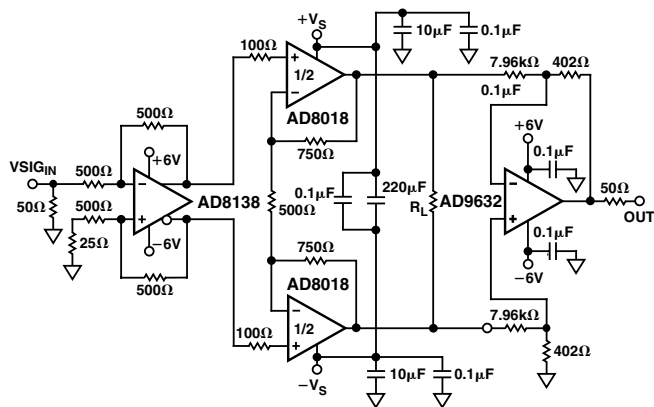 +VS
10µF
0.1µF
100Ω
1/2
AD8018
7.96kΩ
402Ω
0.1µF
500Ω
750Ω
+6V
0.1µF
VSIGIN
500Ω
+6V
AD8138
500Ω
0.1µF
220µF
RL
AD9632
50Ω
OUT
50Ω
500Ω
25Ω
−6V
500Ω
0.1µF
−6V
750Ω
AD8018
100Ω
1/2
7.96kΩ
402Ω
−VS
10µF
0.1µF